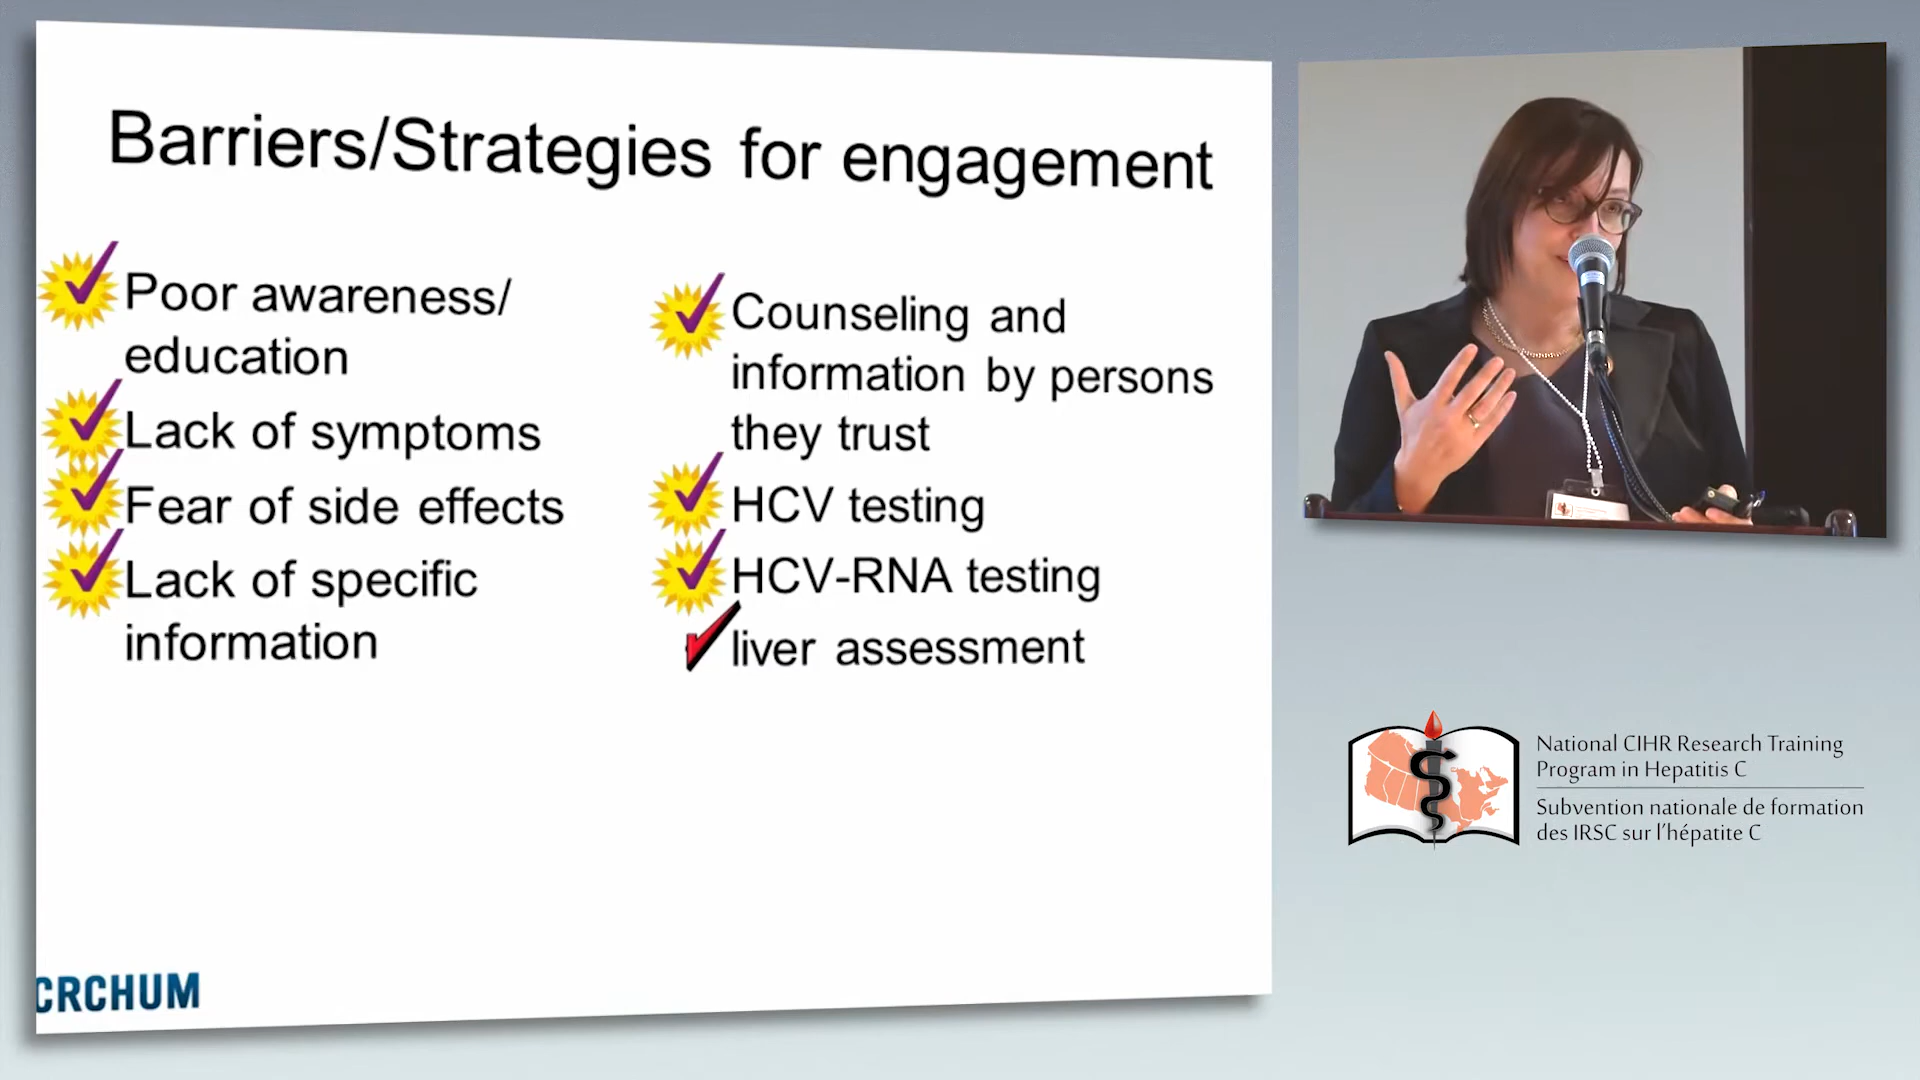 Barriers/Strategies for engagement
Poor awareness/
education
Lack of symptoms
Fear of side effects
Lack of specific
information
Counseling and
information by persons
they trust
HCV testing
HCV-RNA testing
liver assessment
CRCHUM
National CIHR Research Training
Program in Hepatitis C
Subvention nationale de formation
des IRSC sur l'hépatite C